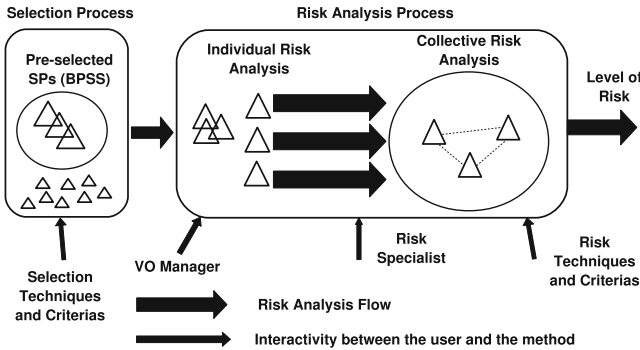 Selection Process
Risk Analysis Process
Pre-selected
SPs (BPSS)
Individual Risk
Analysis
Collective Risk
Analysis
Level of
Risk
Selection
Techniques
and Criterias
VO Manager
Risk
Specialist
Risk
Techniques
and Criterias
Risk Analysis Flow
Interactivity between the user and the method